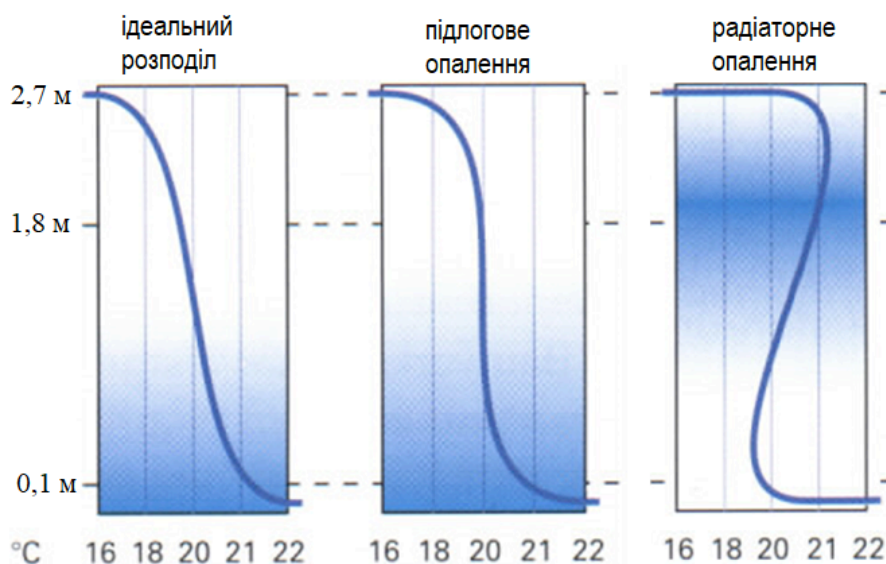 ідеальний
розподіл
підлогове
опалення
радіаторне
опалення
2,7 м
1,8 м
0,1 м
°C 16 18 20 21 22 16 18 20 21 22 16 18 20 21 22